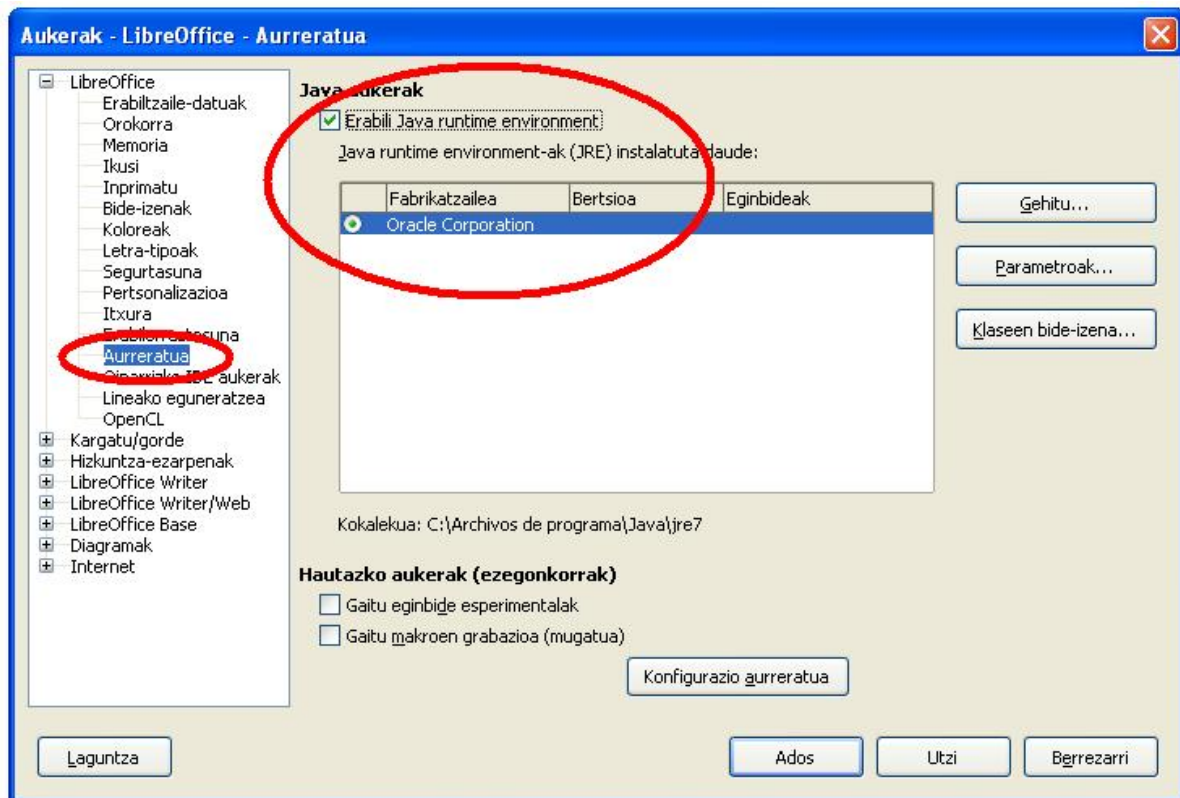 Aukerak - LibreOffice - Aurreratua
LibreOffice
Erabiltzaile-datuak
Orokorra
Memoria
Ikusi
Inprimatu
Bide-izenak
Koloreak
Letra-tipoak
Segurtasuna
Pertsonalizazioa
Itxura
Aurreratua
Oinarrizko IDE aukerak
Lineako eguneratzea
OpenCL
Kargatu/gorde
Hizkuntza-ezarpenak
LibreOffice Writer
LibreOffice Writer/Web
LibreOffice Base
Diagramak
Internet
Java aukerak
Erabili Java runtime environment
Java runtime environment-ak (JRE) instalatuta daude:
Fabrikatzailea Bertsioa Eginbideak
Oracle Corporation
Gehitu...
Parametroak...
Klaseen bide-izena...
Kokalekua: C:\Archivos de programa\Java\jre7
Hautazko aukerak (ezegonkorrak)
Gaitu eginbide esperimentalak
Gaitu makroen grabazioa (mugatua)
Konfigurazio aurreratua
Laguntza Ados Utzi Berrezarri